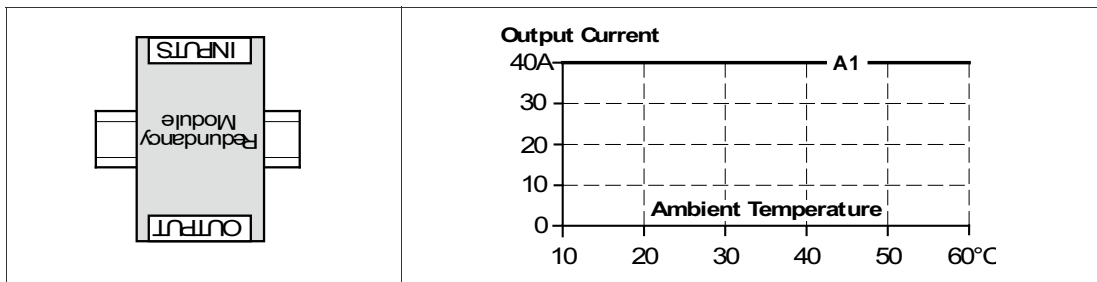 INPUTS
Redundancy
Module
OUTPUT
Output Current
40A
A1
30
20
10
Ambient Temperature
0
10 20 30 40 50 60°C